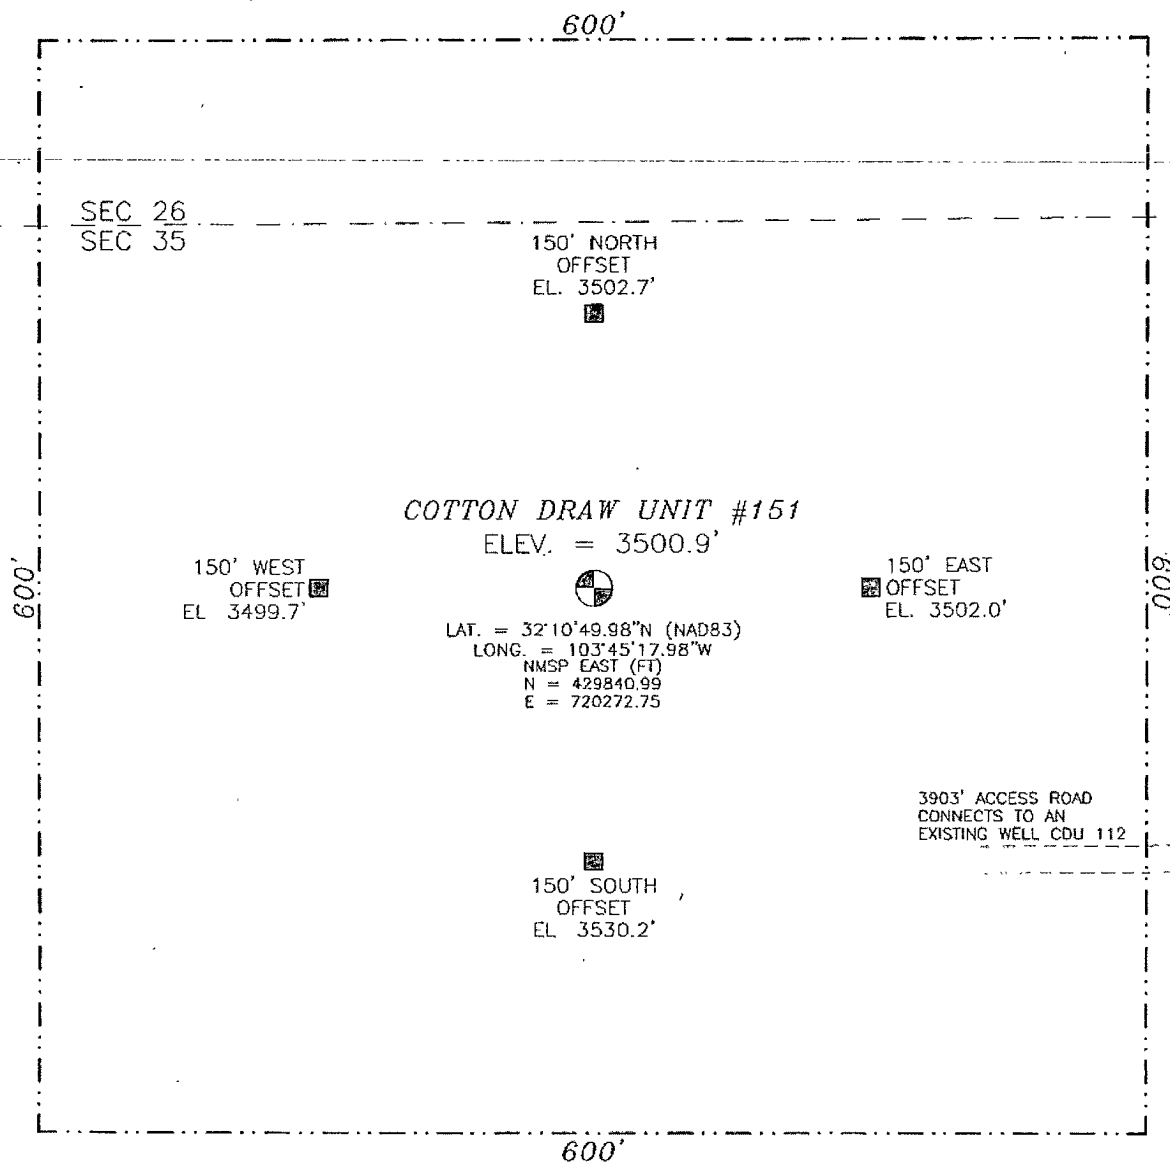 600'
SEC 26
SEC 35
150' NORTH
OFFSET
EL. 3502.7'
COTTON DRAW UNIT #151
ELEV. = 3500.9'
600'
150' WEST
OFFSET
EL 3499.7'
150' EAST
OFFSET
EL. 3502.0'
600'
LAT. = 32°10'49.98"N (NAD83)
LONG. = 103°45'17.98"W
NMSP EAST (FT)
N = 429840.99
E = 720272.75
3903' ACCESS ROAD
CONNECTS TO AN
EXISTING WELL CDU 112
150' SOUTH
OFFSET
EL 3530.2'
600'